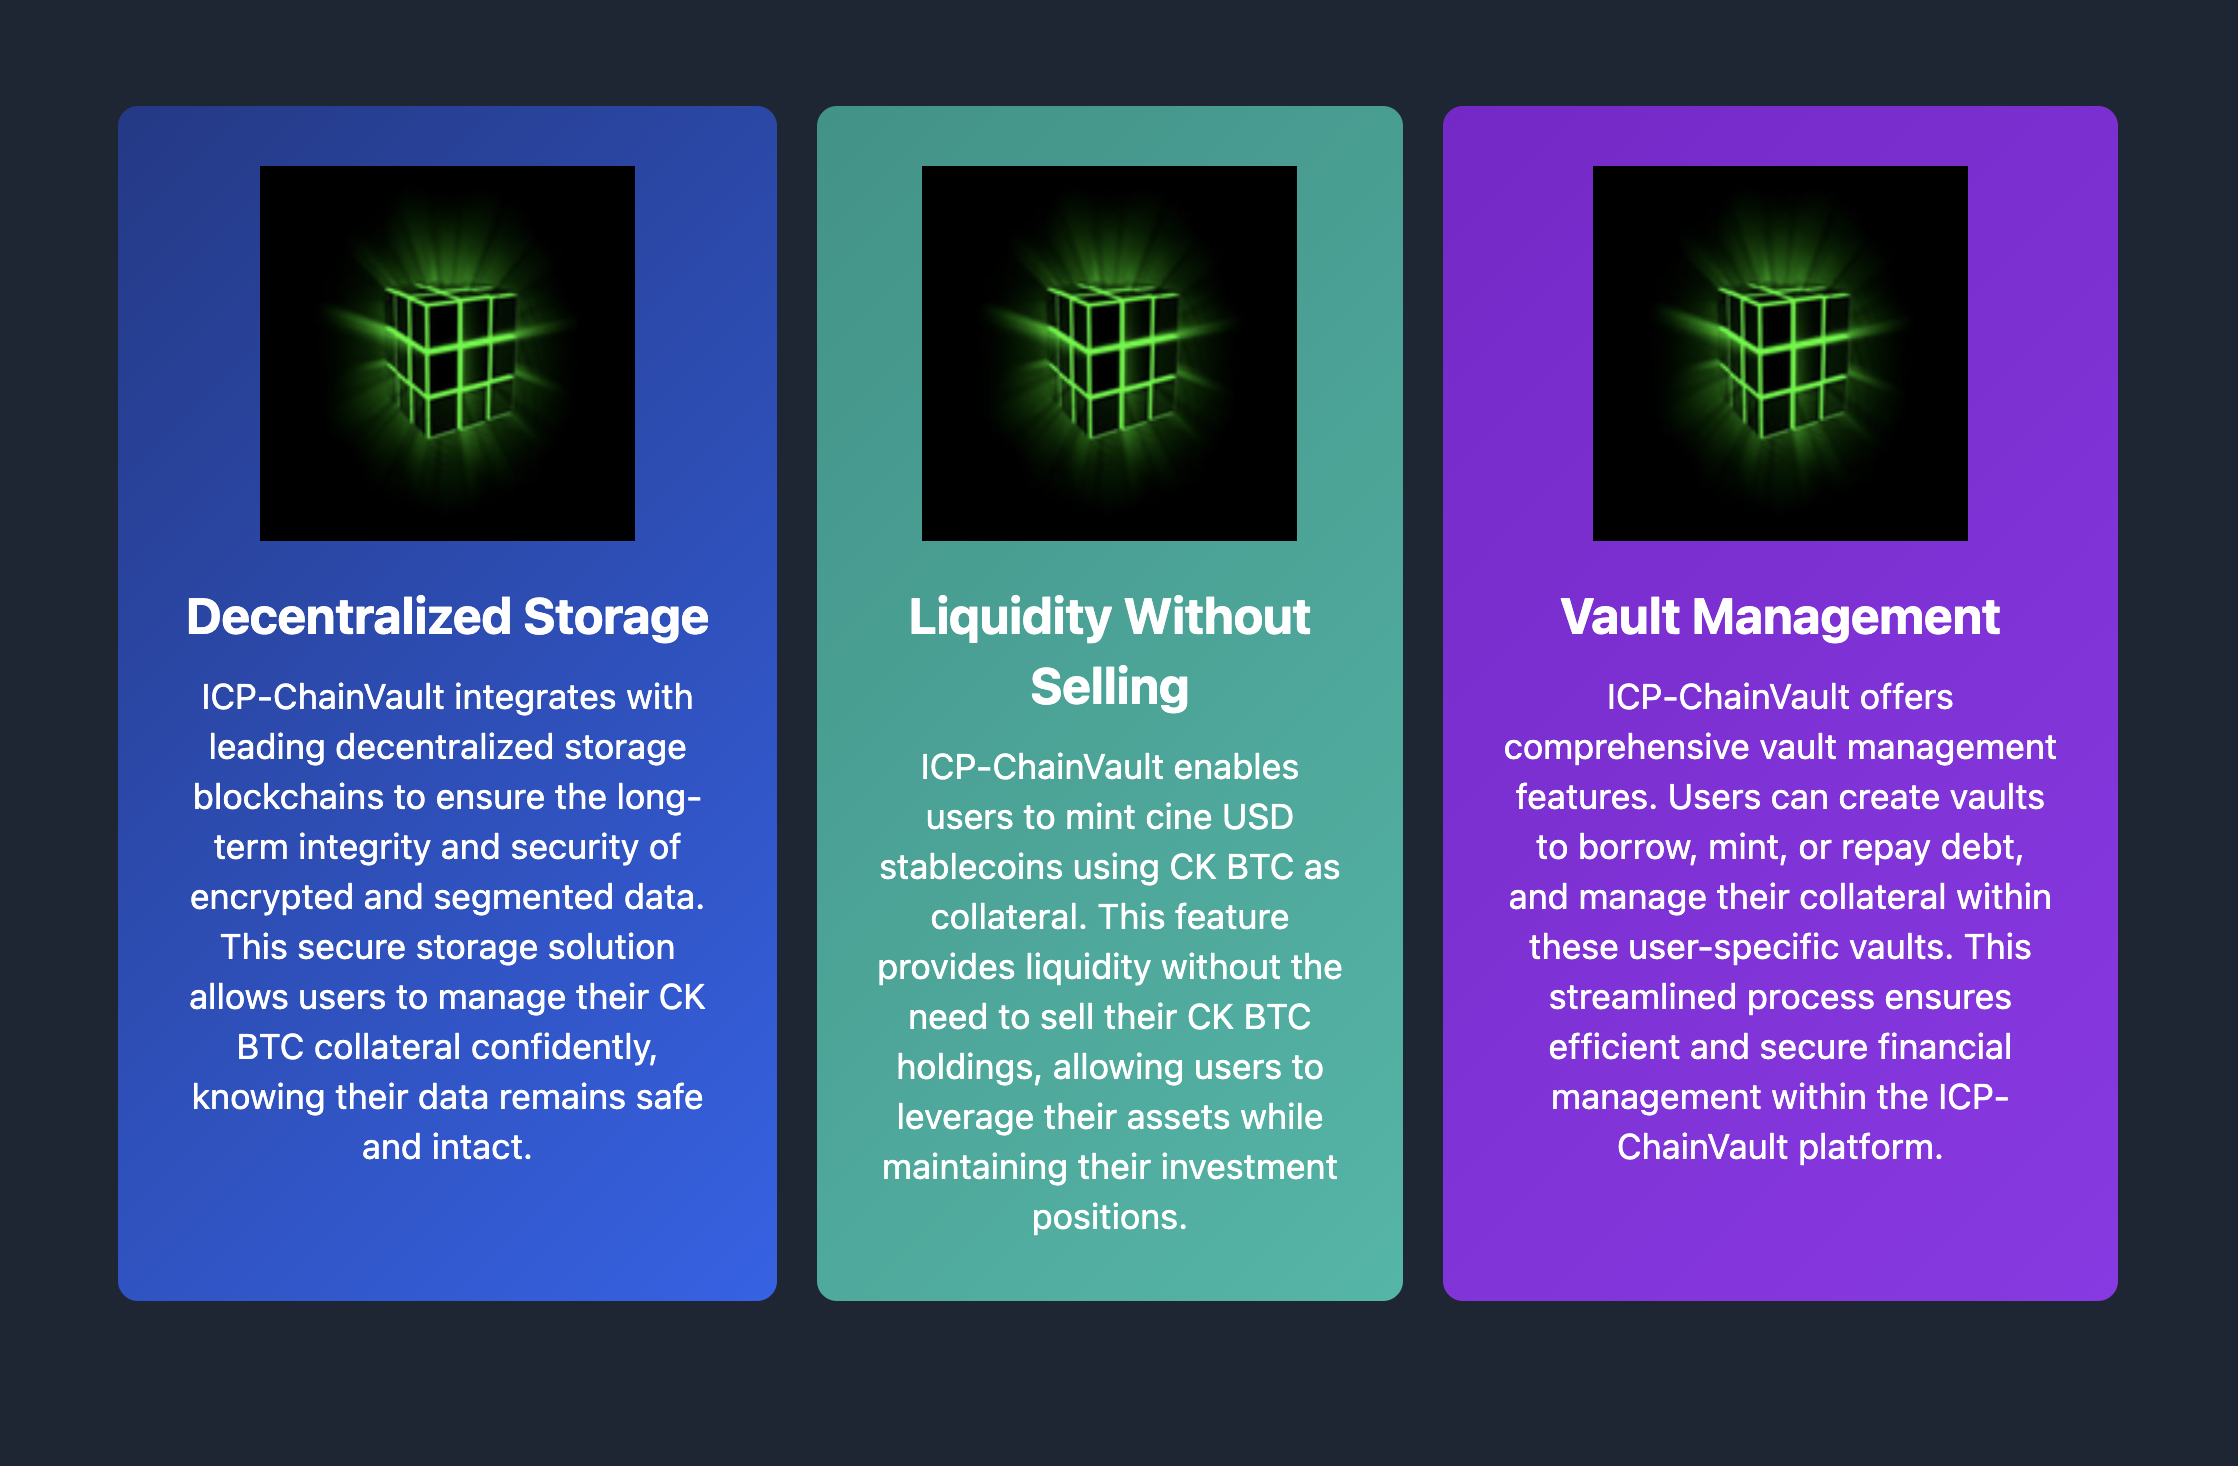 Decentralized Storage
ICP-ChainVault integrates with
leading decentralized storage
blockchains to ensure the long-
term integrity and security of
encrypted and segmented data.
This secure storage solution
allows users to manage their CK
BTC collateral confidently,
knowing their data remains safe
and intact.
Liquidity Without
Selling
ICP-ChainVault enables
users to mint cine USD
stablecoins using CK BTC as
collateral. This feature
provides liquidity without the
need to sell their CK BTC
holdings, allowing users to
leverage their assets while
maintaining their investment
positions.
Vault Management
ICP-ChainVault offers
comprehensive vault management
features. Users can create vaults
to borrow, mint, or repay debt,
and manage their collateral within
these user-specific vaults. This
streamlined process ensures
efficient and secure financial
management within the ICP-
ChainVault platform.